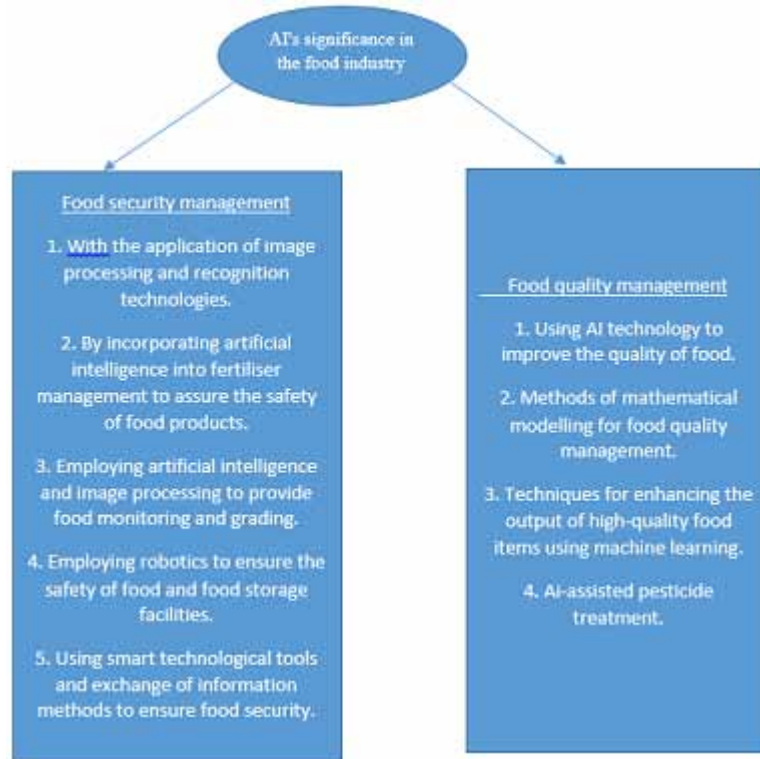 AI's significance in
the food industry
Food security management
1. With the application of image
processing and recognition
technologies.
2. By incorporating artificial
intelligence into fertiliser
management to assure the safety
of food products.
3. Employing artificial intelligence
and image processing to provide
food monitoring and grading.
4. Employing robotics to ensure the
safety of food and food storage
facilities.
5. Using smart technological tools
and exchange of information
methods to ensure food security.
Food quality management
1. Using AI technology to
improve the quality of food.
2. Methods of mathematical
modelling for food quality
management.
3. Techniques for enhancing the
output of high-quality food
items using machine learning.
4. Ai-assisted pesticide
treatment.